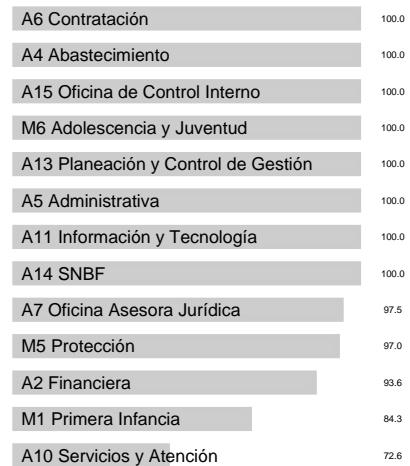 A6 Contratación 100.0
A4 Abastecimiento 100.0
A15 Oficina de Control Interno 100.0
M6 Adolescencia y Juventud 100.0
A13 Planeación y Control de Gestión 100.0
A5 Administrativa 100.0
A11 Información y Tecnología 100.0
A14 SNBF 100.0
A7 Oficina Asesora Jurídica 97.5
M5 Protección 97.0
A2 Financiera 93.6
M1 Primera Infancia 84.3
A10 Servicios y Atención 72.6